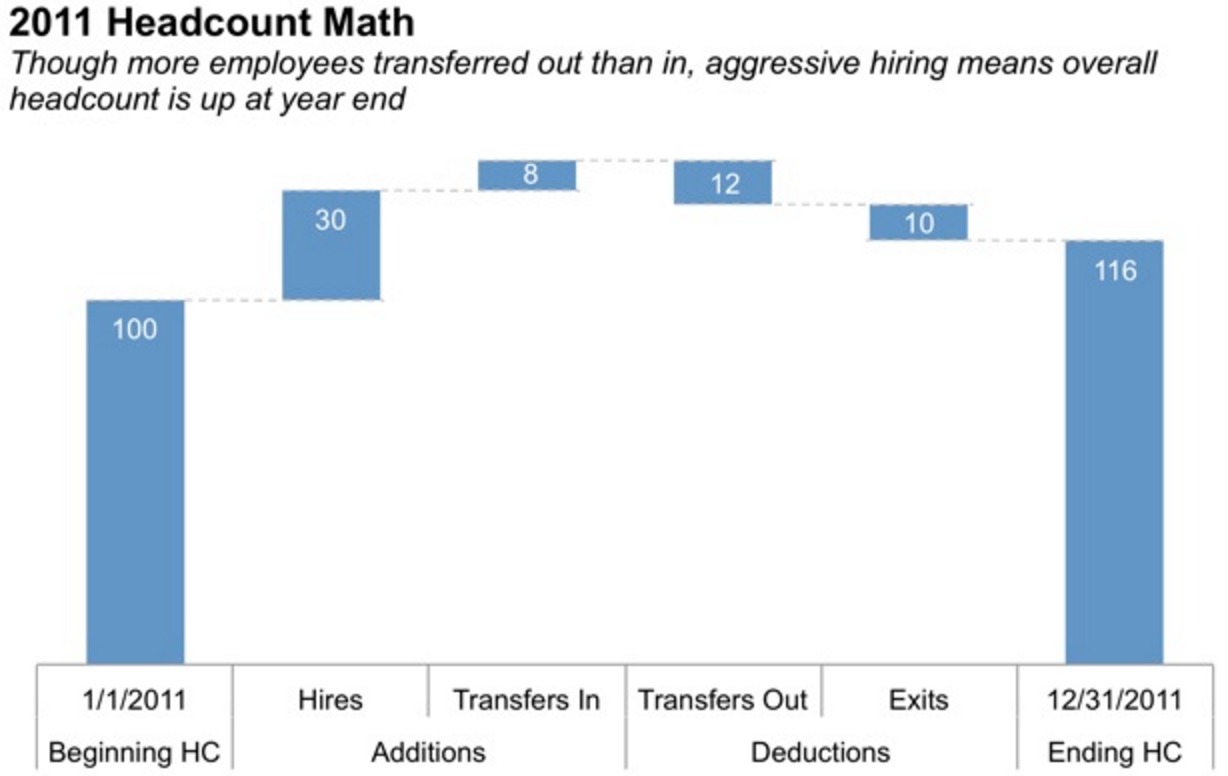 2011 Headcount Math
Though more employees transferred out than in, aggressive hiring means overall
headcount is up at year end
8
12
30
10
116
100
1/1/2011 Hires Transfers In Transfers Out Exits 12/31/2011
Beginning HC Additions Deductions Ending HC